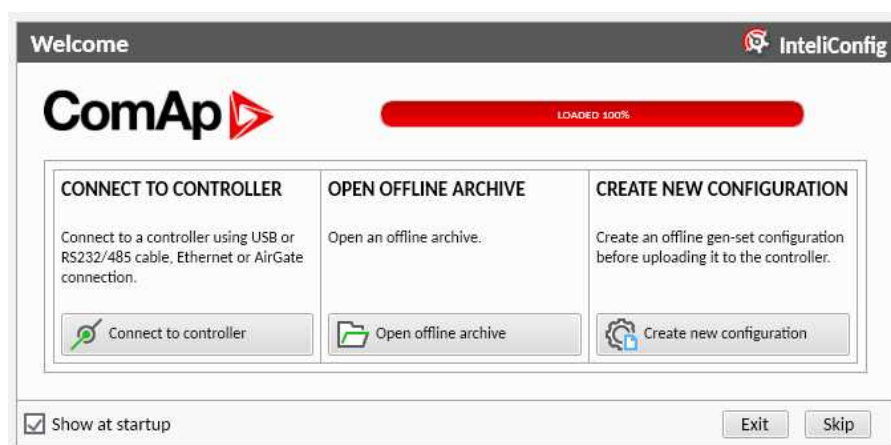 Welcome
InteliConfig
ComAp
LOADED 100%
CONNECT TO CONTROLLER
Connect to a controller using USB or
RS232/485 cable, Ethernet or AirGate
connection.
Connect to controller
OPEN OFFLINE ARCHIVE
Open an offline archive.
Open offline archive
CREATE NEW CONFIGURATION
Create an offline gen-set configuration
before uploading it to the controller.
Create new configuration
Show at startup
Exit
Skip